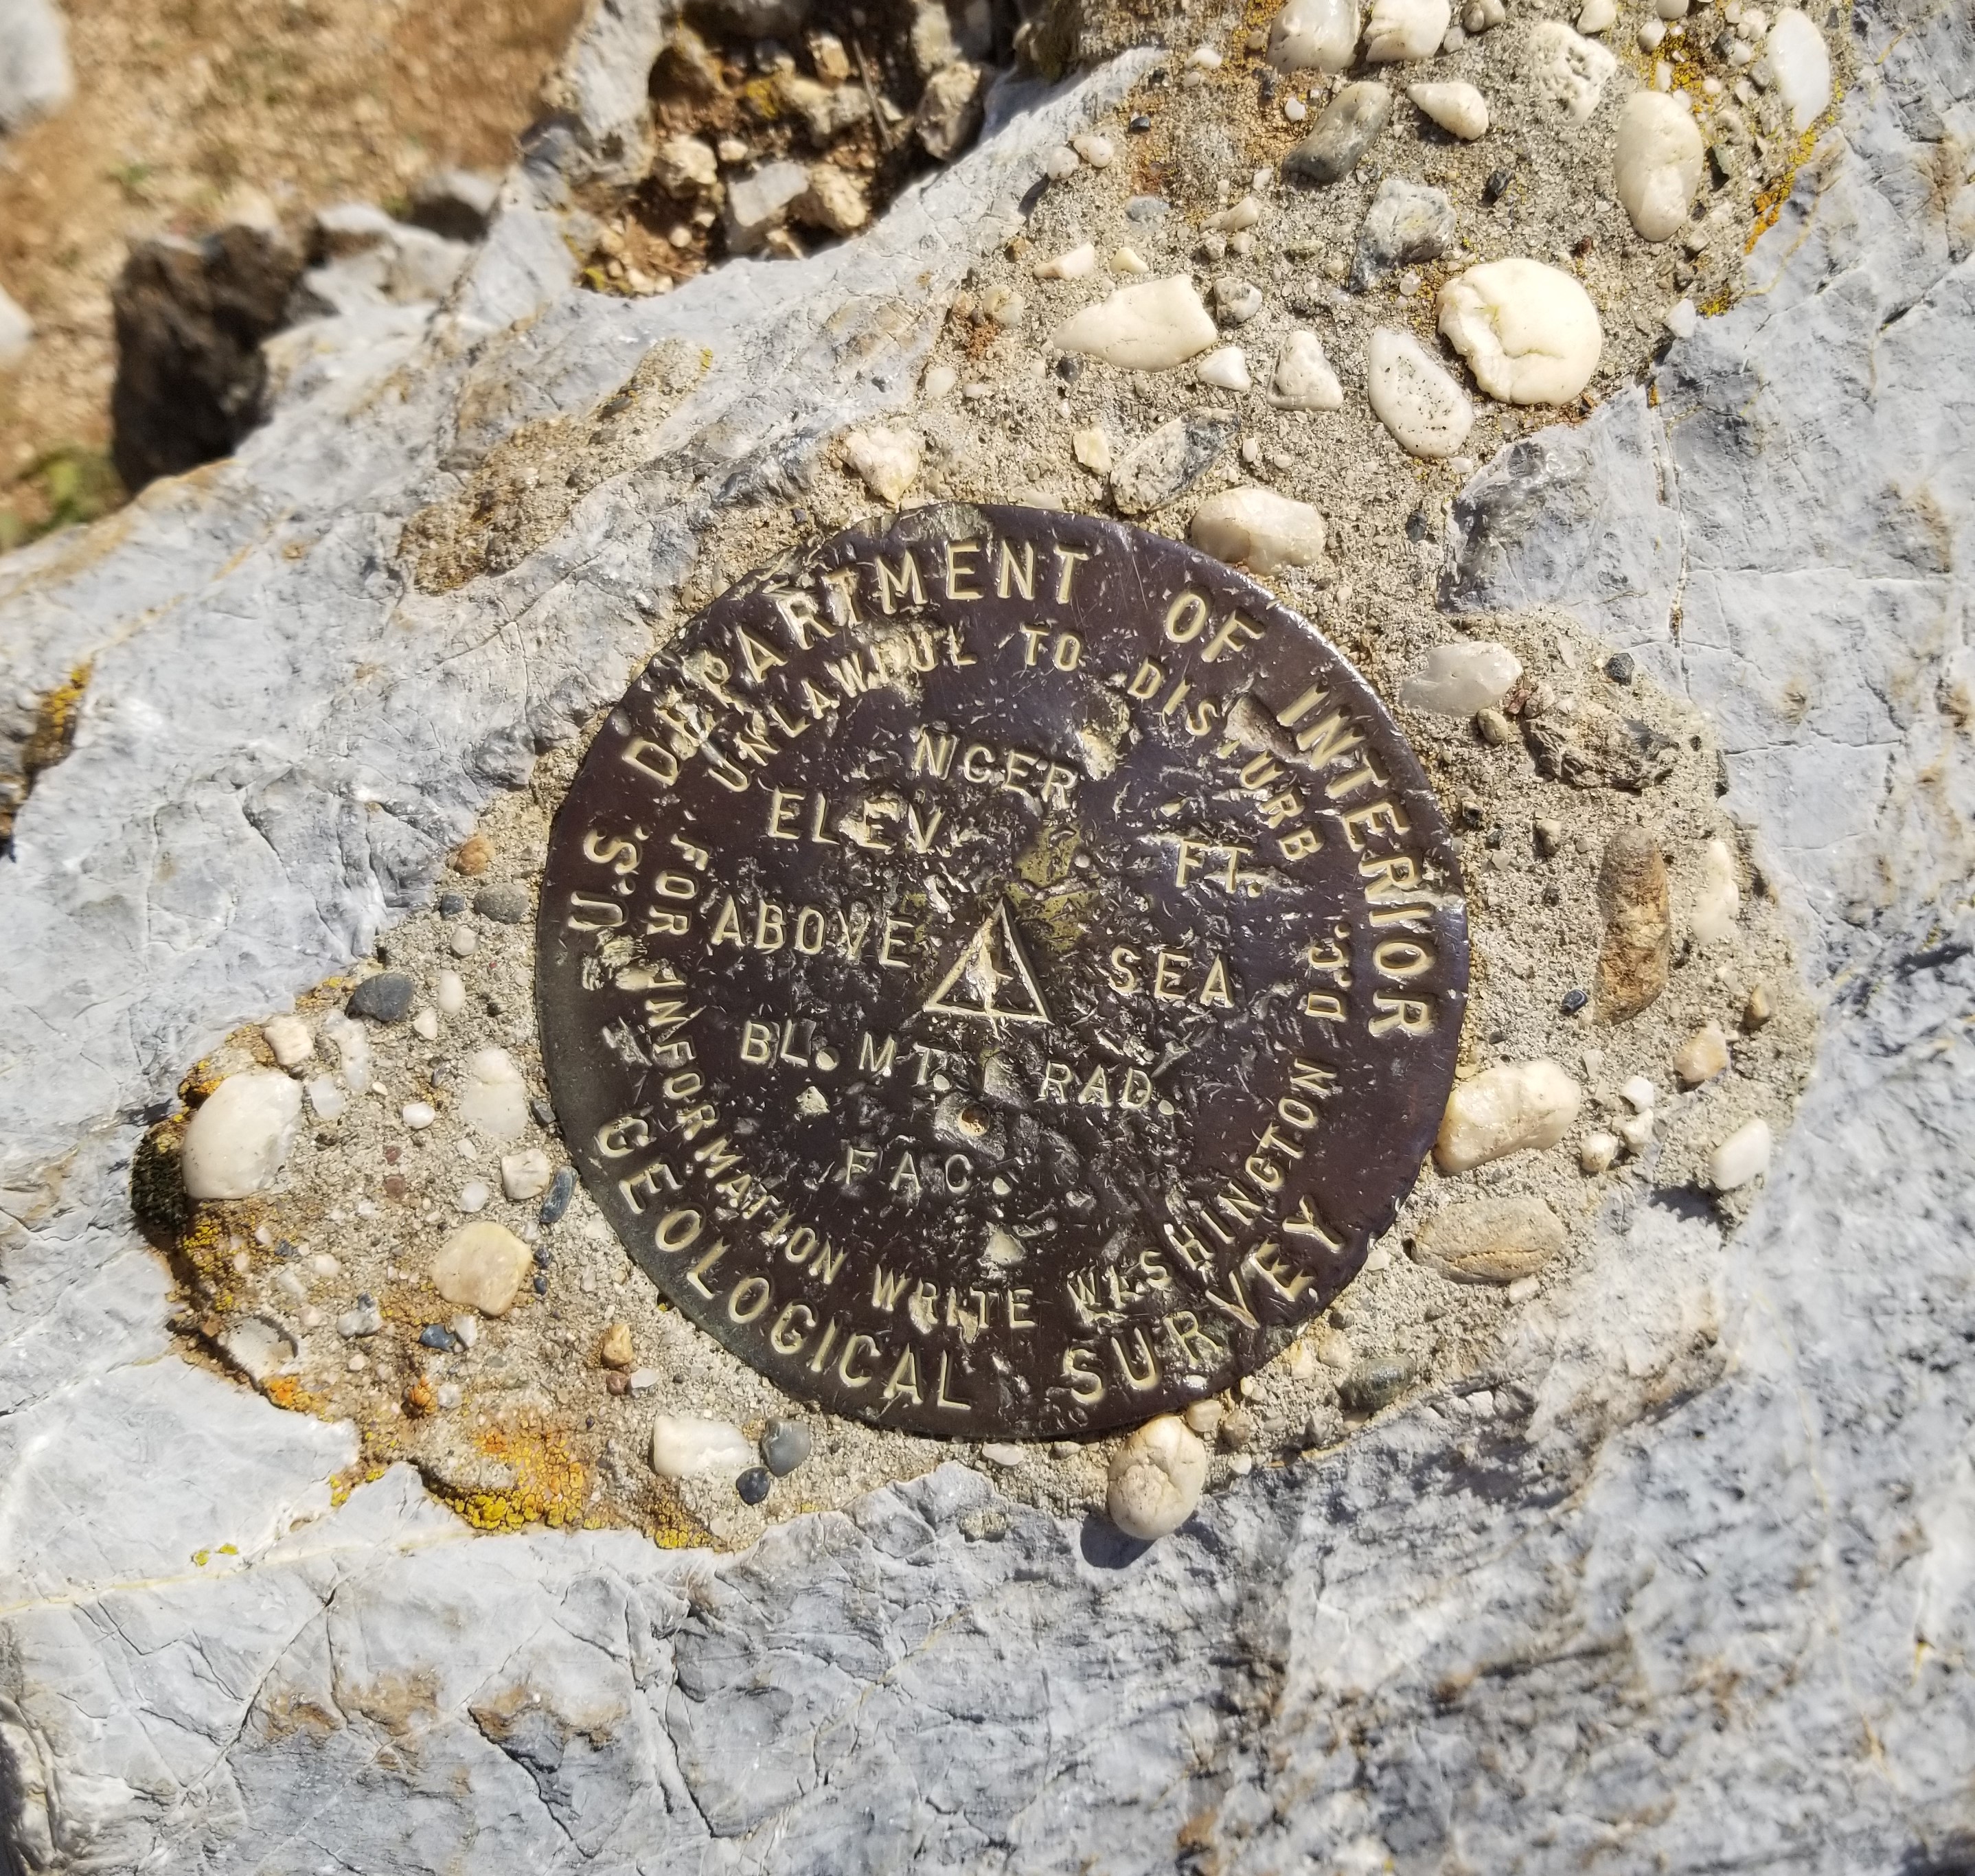 U.S. DEPARTMENT OF INTERIOR
GEOLOGICAL SURVEY
UNLAWFUL TO DISTURB
FOR INFORMATION WRITE WASHINGTON D.C.
NCER
ELEV. FT.
ABOVE SEA
BL. MT. RAD.
FAC.